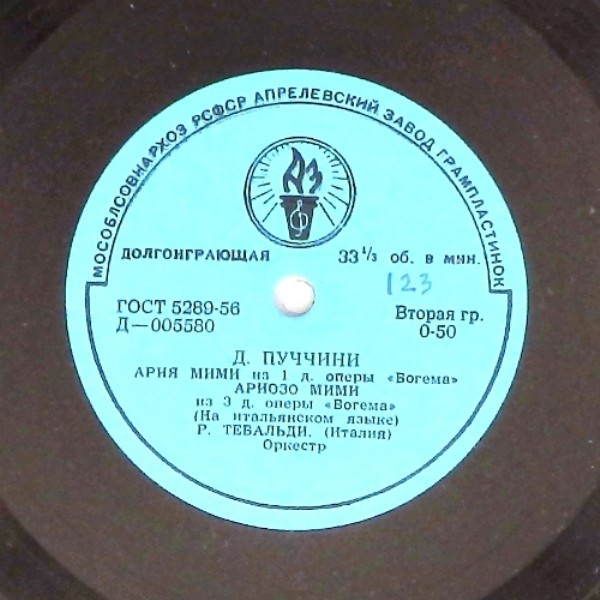 МОСОБЛСОВНАРХОЗ РСФСР АПРЕЛЕВСКИЙ ЗАВОД ГРАМПЛАСТИНОК
АЗ
ДОЛГОИГРАЮЩАЯ
33 1/3 об. в мин.
123
ГОСТ 5289-56
Д—005580
Вторая гр.
0-50
Д. ПУЧЧИНИ
АРИЯ МИМИ из 1 д. оперы «Богема»
АРИОЗО МИМИ
из 3 д. оперы «Богема»
(На итальянском языке)
Р. ТЕБАЛЬДИ. (Италия)
Оркестр